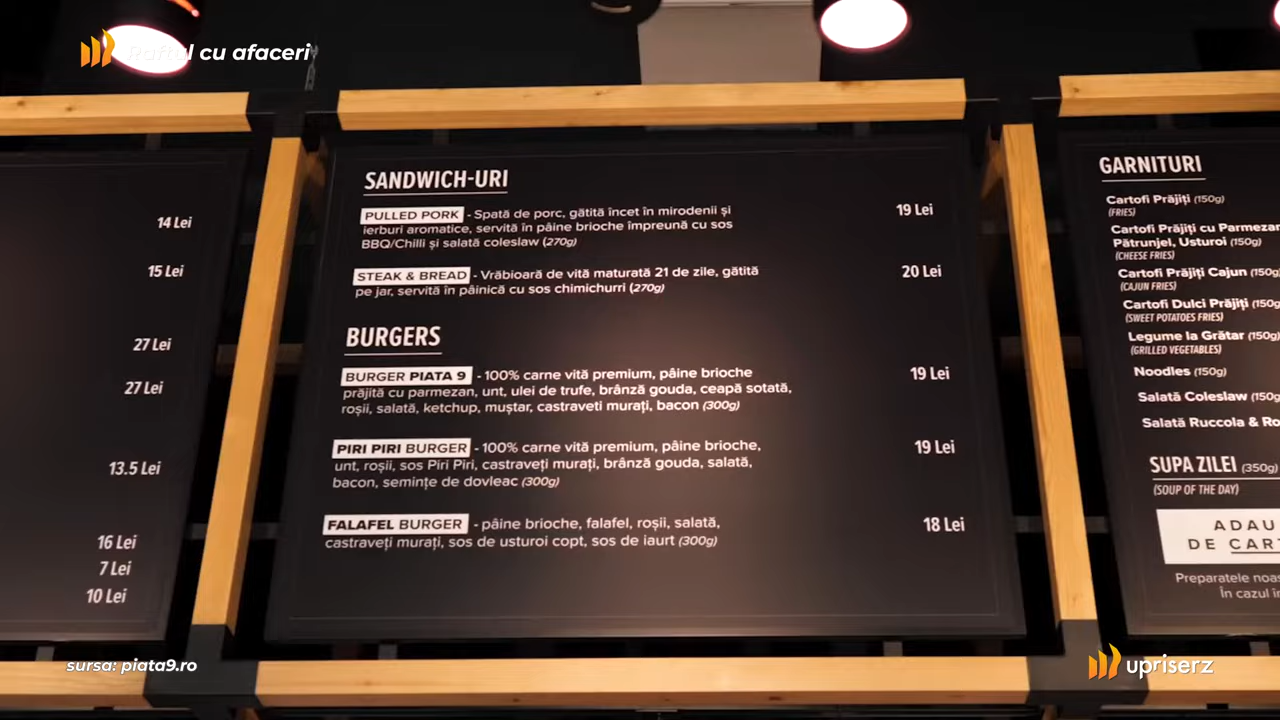 Raftul cu afaceri
14 Lei
15 Lei
27 Lei
27 Lei
13.5 Lei
16 Lei
7 Lei
10 Lei
SANDWICH-URI
PULLED PORK - Spată de porc, gătită încet în mirodenii și 19 Lei
ierburi aromatice, servită în pâine brioche împreună cu sos
BBQ/Chilli și salată coleslaw (270g)
STEAK & BREAD - Vrăbioară de vită maturată 21 de zile, gătită 20 Lei
pe jar, servită în pâinică cu sos chimichurri (270g)
BURGERS
BURGER PIATA 9 - 100% carne vită premium, pâine brioche 19 Lei
prăjită cu parmezan, unt, ulei de trufe, brânză gouda, ceapă sotată,
roșii, salată, ketchup, muștar, castraveti murați, bacon (300g)
PIRI PIRI BURGER - 100% carne vită premium, pâine brioche, 19 Lei
unt, roșii, sos Piri Piri, castraveți murați, brânză gouda, salată,
bacon, semințe de dovleac (300g)
FALAFEL BURGER - pâine brioche, falafel, roșii, salată, 18 Lei
castraveți murați, sos de usturoi copt, sos de iaurt (300g)
GARNITURI
Cartofi Prăjiți (150g)
(FRIES)
Cartofi Prăjiți cu Parmezan
Pătrunjel, Usturoi (150g)
(CHEESE FRIES)
Cartofi Prăjiți Cajun (150g)
(CAJUN FRIES)
Cartofi Dulci Prăjiți (150g
(SWEET POTATOES FRIES)
Legume la Grătar (150g)
(GRILLED VEGETABLES)
Noodles (150g)
Salată Coleslaw (150g
Salată Ruccola & Ro
SUPA ZILEI (350g)
(SOUP OF THE DAY)
ADAU
DE CAR
Preparatele noas
În cazul în
sursa: piata9.ro
upriserz